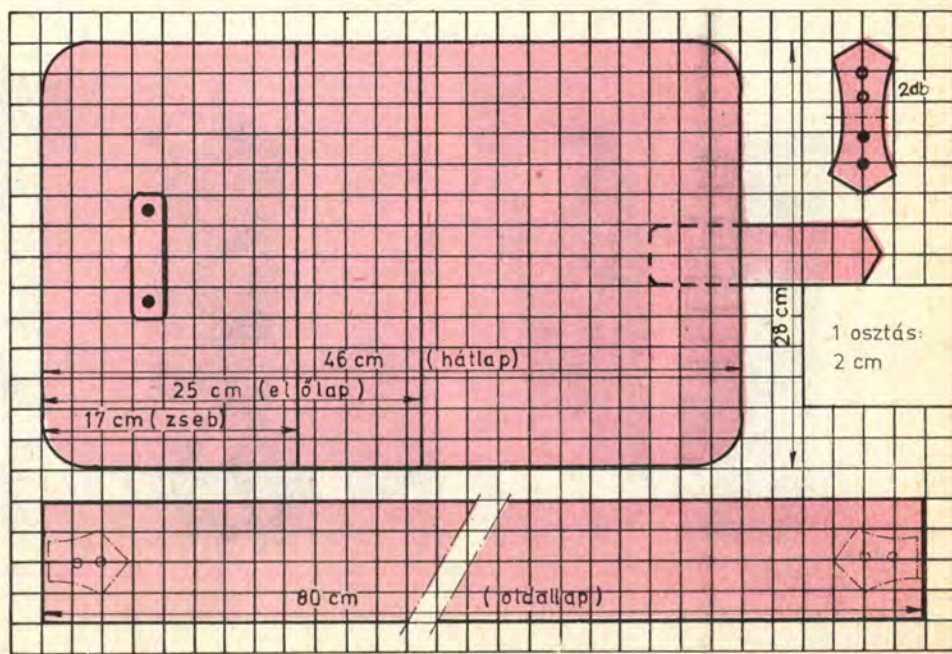 2db
28 cm
1 osztás:
2 cm
46 cm (hátlap)
25 cm (előlap)
17 cm (zseb)
80 cm (oldallap)